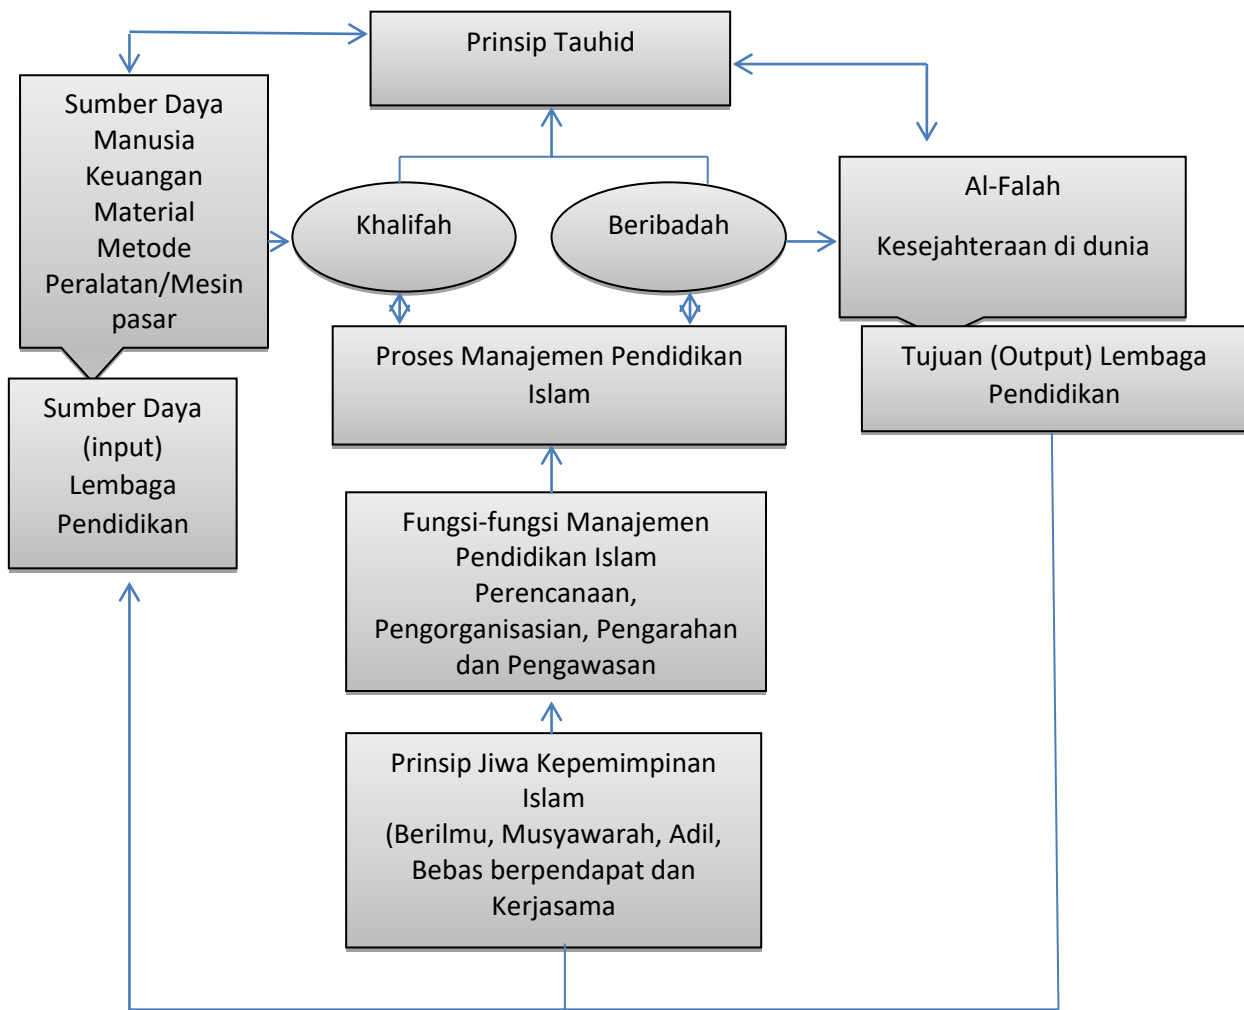 Prinsip Tauhid
Sumber Daya
Manusia
Keuangan
Material
Metode
Peralatan/Mesin
pasar
Khalifah
Beribadah
Al-Falah
Kesejahteraan di dunia
Sumber Daya
(input)
Lembaga
Pendidikan
Proses Manajemen Pendidikan
Islam
Tujuan (Output) Lembaga
Pendidikan
Fungsi-fungsi Manajemen
Pendidikan Islam
Perencanaan,
Pengorganisasian, Pengarahan
dan Pengawasan
Prinsip Jiwa Kepemimpinan
Islam
(Berilmu, Musyawarah, Adil,
Bebas berpendapat dan
Kerjasama